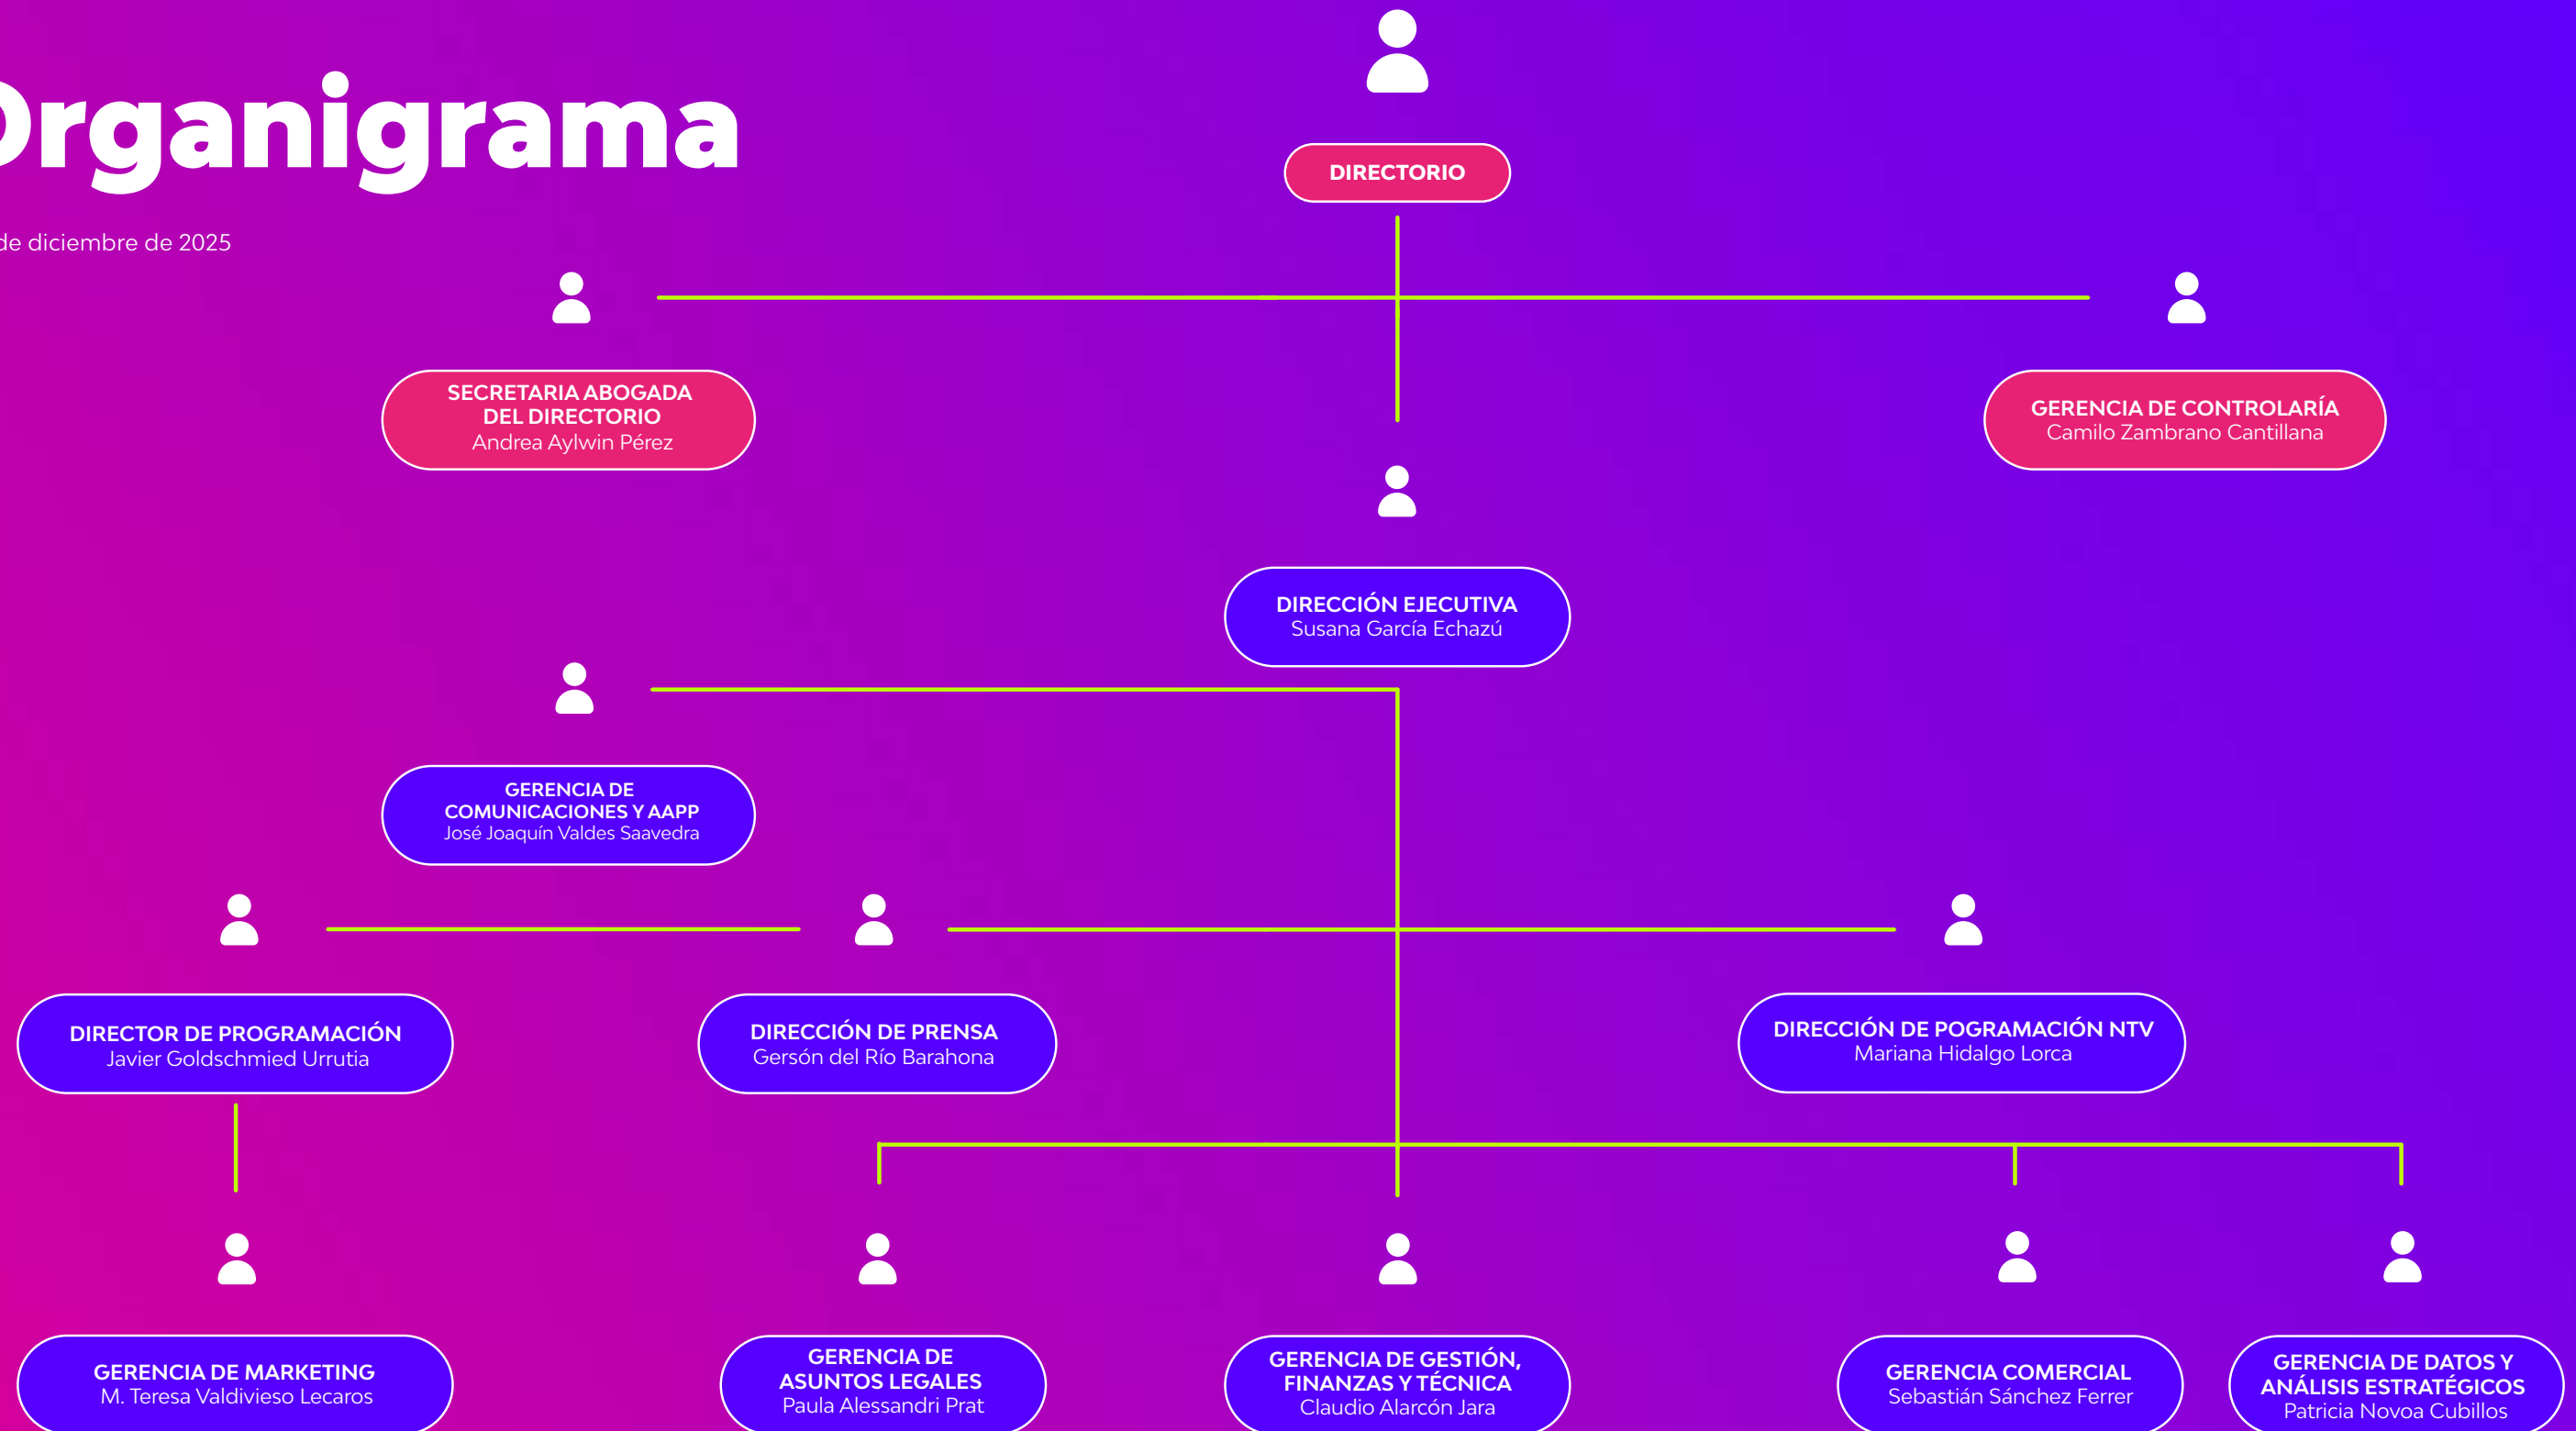 Organigrama
de diciembre de 2025
DIRECTORIO
SECRETARIA ABOGADA
DEL DIRECTORIO
Andrea Aylwin Pérez
GERENCIA DE CONTROLARÍA
Camilo Zambrano Cantillana
DIRECCIÓN EJECUTIVA
Susana García Echazú
GERENCIA DE
COMUNICACIONES Y AAPP
José Joaquín Valdes Saavedra
DIRECTOR DE PROGRAMACIÓN
Javier Goldschmied Urrutia
DIRECCIÓN DE PRENSA
Gersón del Río Barahona
DIRECCIÓN DE POGRAMACIÓN NTV
Mariana Hidalgo Lorca
GERENCIA DE MARKETING
M. Teresa Valdivieso Lecaros
GERENCIA DE
ASUNTOS LEGALES
Paula Alessandri Prat
GERENCIA DE GESTIÓN,
FINANZAS Y TÉCNICA
Claudio Alarcón Jara
GERENCIA COMERCIAL
Sebastián Sánchez Ferrer
GERENCIA DE DATOS Y
ANÁLISIS ESTRATÉGICOS
Patricia Novoa Cubillos